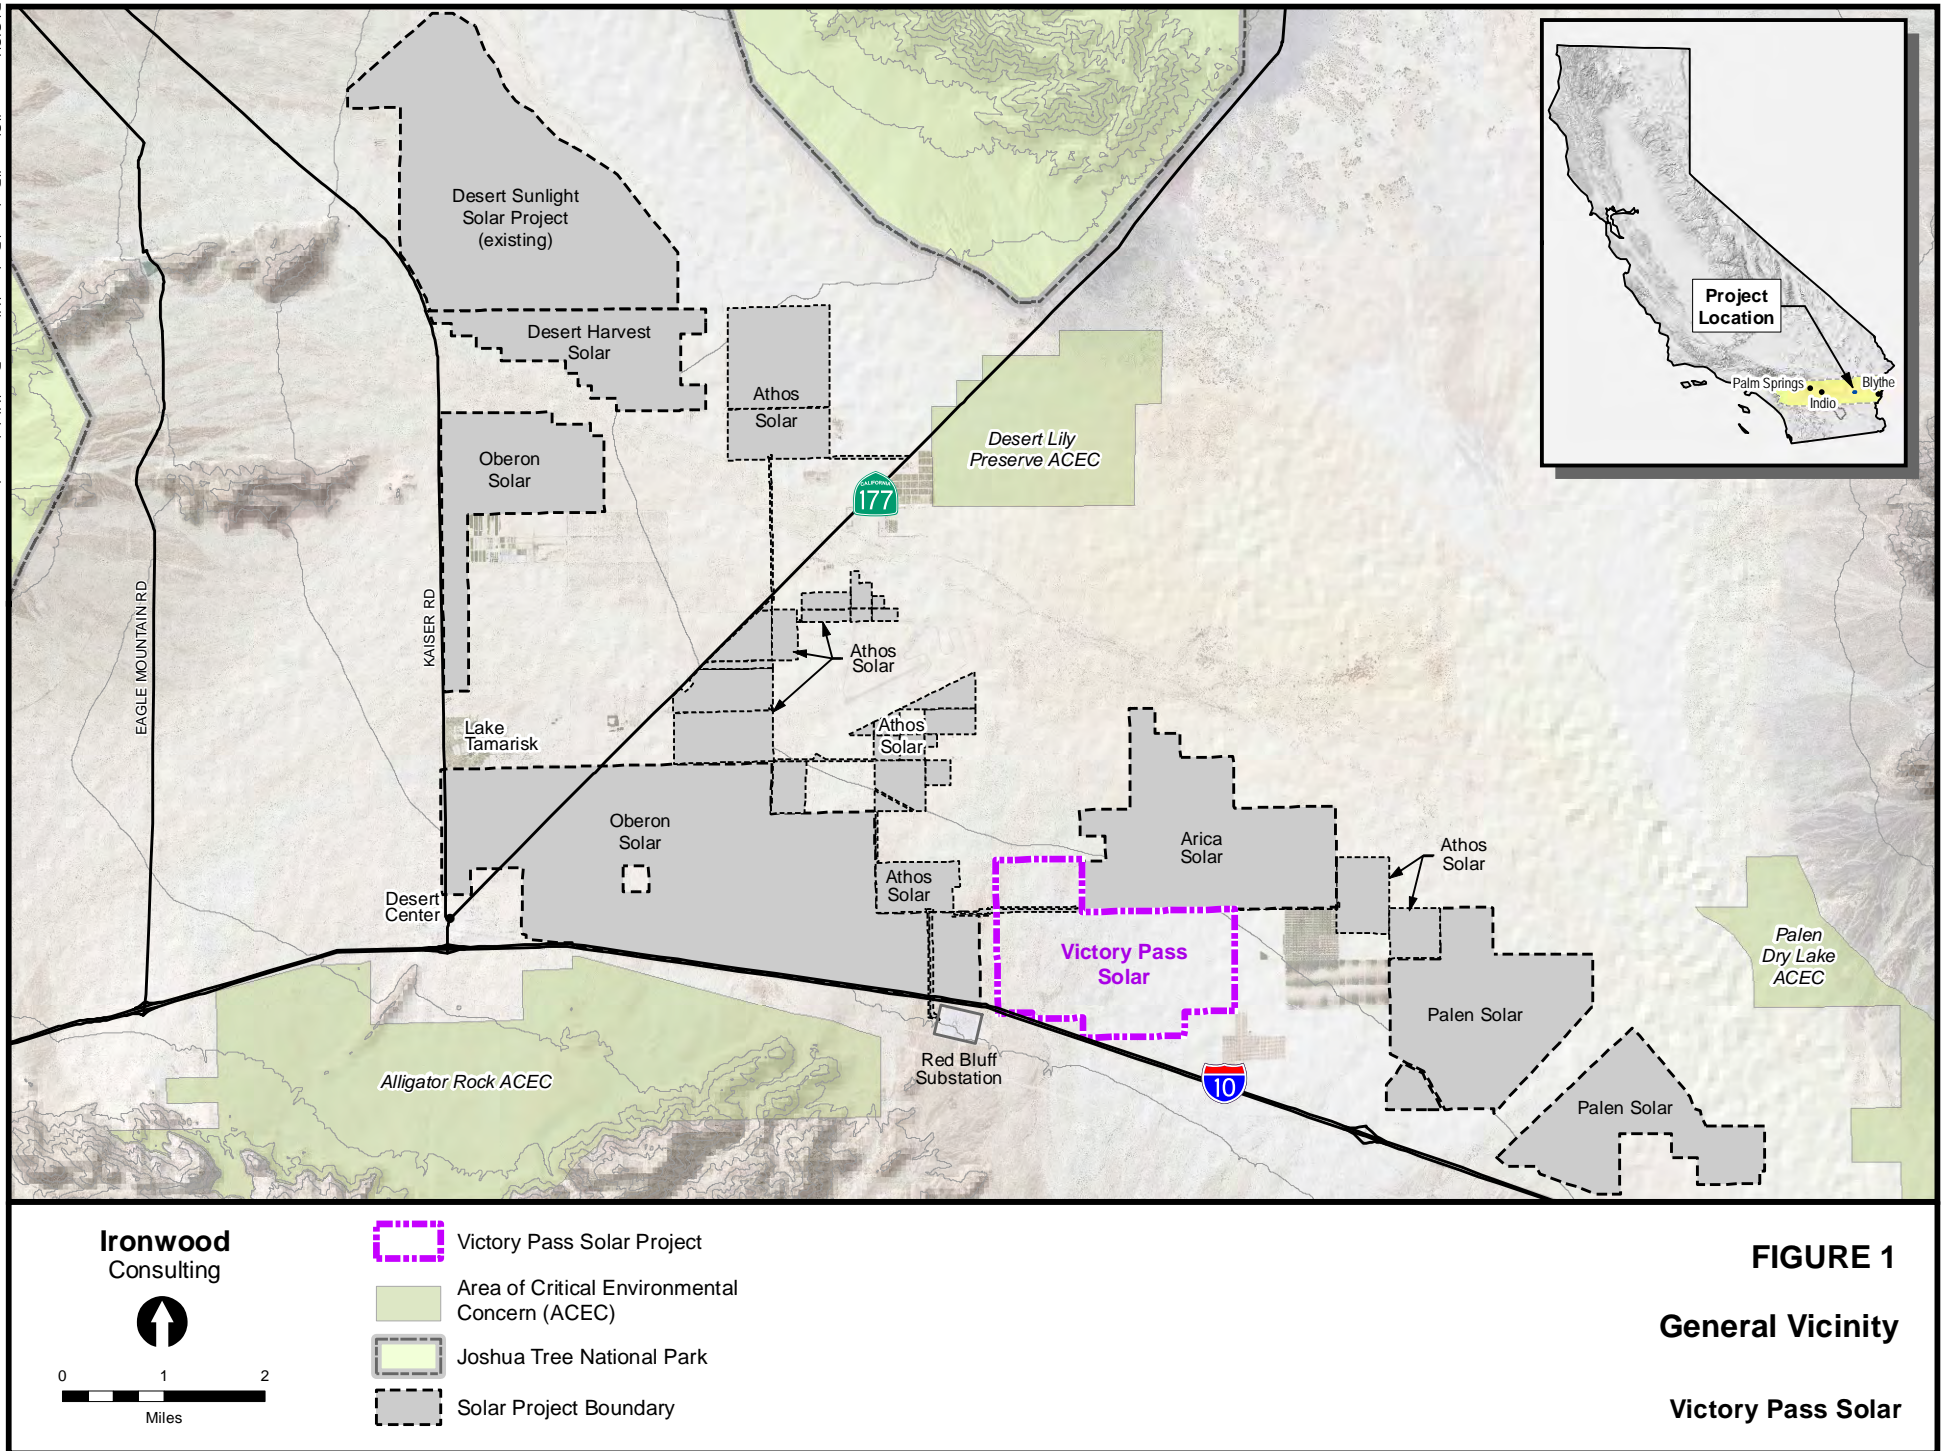 Desert Sunlight
Solar Project
(existing)
Desert Harvest
Solar
Athos
Solar
Oberon
Solar
Desert Lily
Preserve ACEC
CALIFORNIA
177
EAGLE MOUNTAIN RD
KAISER RD
Athos
Solar
Lake
Tamarisk
Athos
Solar
Oberon
Solar
Arica
Solar
Athos
Solar
Athos
Solar
Desert
Center
Victory Pass
Solar
Palen
Dry Lake
ACEC
Palen Solar
Red Bluff
Substation
Alligator Rock ACEC
10
Palen Solar
Project
Location
Palm Springs
Blythe
Indio
Ironwood
Consulting
0 1 2
Miles
Victory Pass Solar Project
Area of Critical Environmental
Concern (ACEC)
Joshua Tree National Park
Solar Project Boundary
FIGURE 1
General Vicinity
Victory Pass Solar